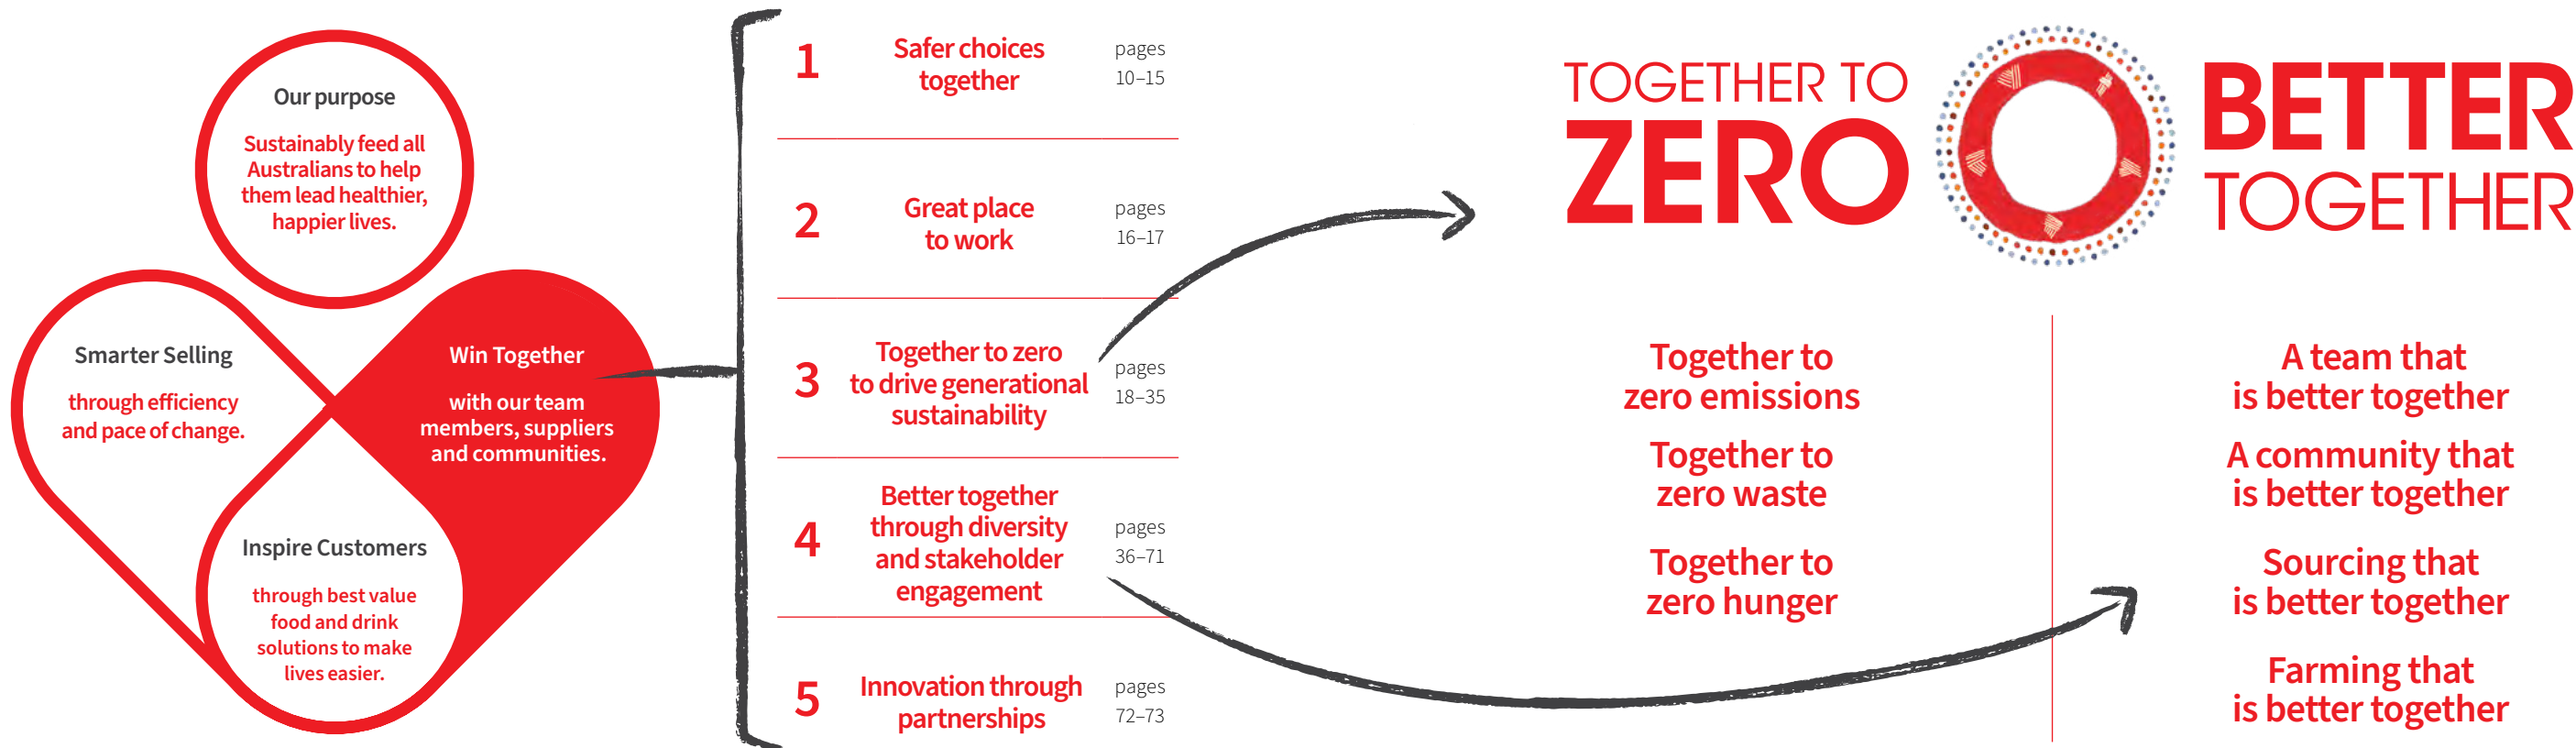 Our purpose
Sustainably feed all
Australians to help
them lead healthier,
happier lives.
Smarter Selling
through efficiency
and pace of change.
Win Together
with our team
members, suppliers
and communities.
Inspire Customers
through best value
food and drink
solutions to make
lives easier.
1
Safer choices
together
pages
10–15
2
Great place
to work
pages
16–17
3
Together to zero
to drive generational
sustainability
pages
18–35
4
Better together
through diversity
and stakeholder
engagement
pages
36–71
5
Innovation through
partnerships
pages
72–73
TOGETHER TO
ZERO
BETTER
TOGETHER
Together to
zero emissions
Together to
zero waste
Together to
zero hunger
A team that
is better together
A community that
is better together
Sourcing that
is better together
Farming that
is better together